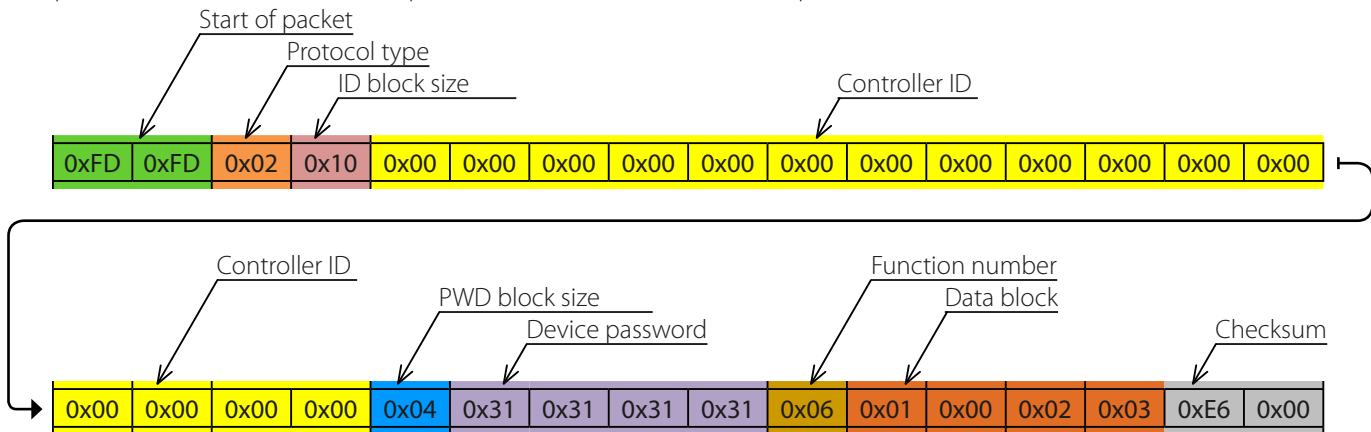 Start of packet
Protocol type
ID block size
Controller ID
0xFD 0xFD 0x02 0x10 0x00 0x00 0x00 0x00 0x00 0x00 0x00 0x00 0x00 0x00 0x00 0x00
Controller ID
Function number
PWD block size
Data block
Device password
Checksum
0x00 0x00 0x00 0x00 0x04 0x31 0x31 0x31 0x31 0x06 0x01 0x00 0x02 0x03 0xE6 0x00